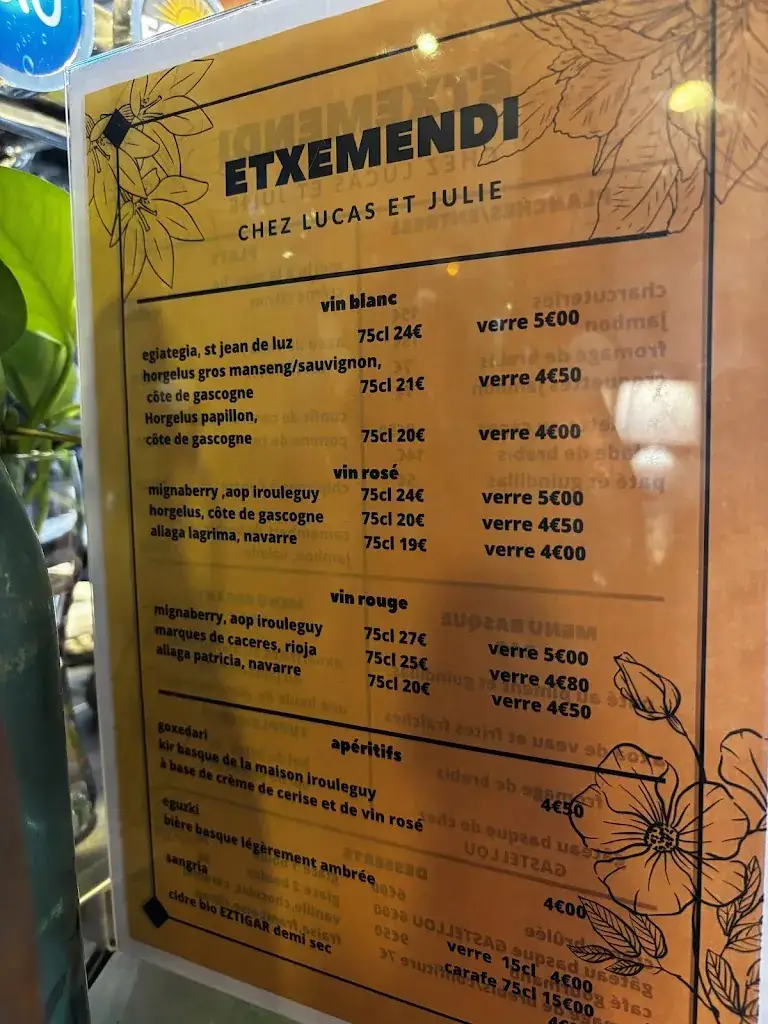 ETXEMENDI
CHEZ LUCAS ET JULIE
vin blanc
egiategia, st jean de luz 75cl 24€ verre 5€00
horgelus gros manseng/sauvignon,
côte de gascogne 75cl 21€ verre 4€50
Horgelus papillon,
côte de gascogne 75cl 20€ verre 4€00
vin rosé
mignaberry ,aop irouleguy 75cl 24€ verre 5€00
horgelus, côte de gascogne 75cl 20€ verre 4€50
aliaga lagrima, navarre 75cl 19€ verre 4€00
vin rouge
mignaberry, aop irouleguy 75cl 27€ verre 5€00
marques de caceres, rioja 75cl 25€ verre 4€80
aliaga patricia, navarre 75cl 20€ verre 4€50
apéritifs
goxedari
kir basque de la maison irouleguy
à base de crème de cerise et de vin rosé 4€50
eguzki
bière basque légèrement ambrée 4€00
sangria verre 15cl 4€00
carafe 75cl 15€00
cidre bio EZTIGAR demi sec